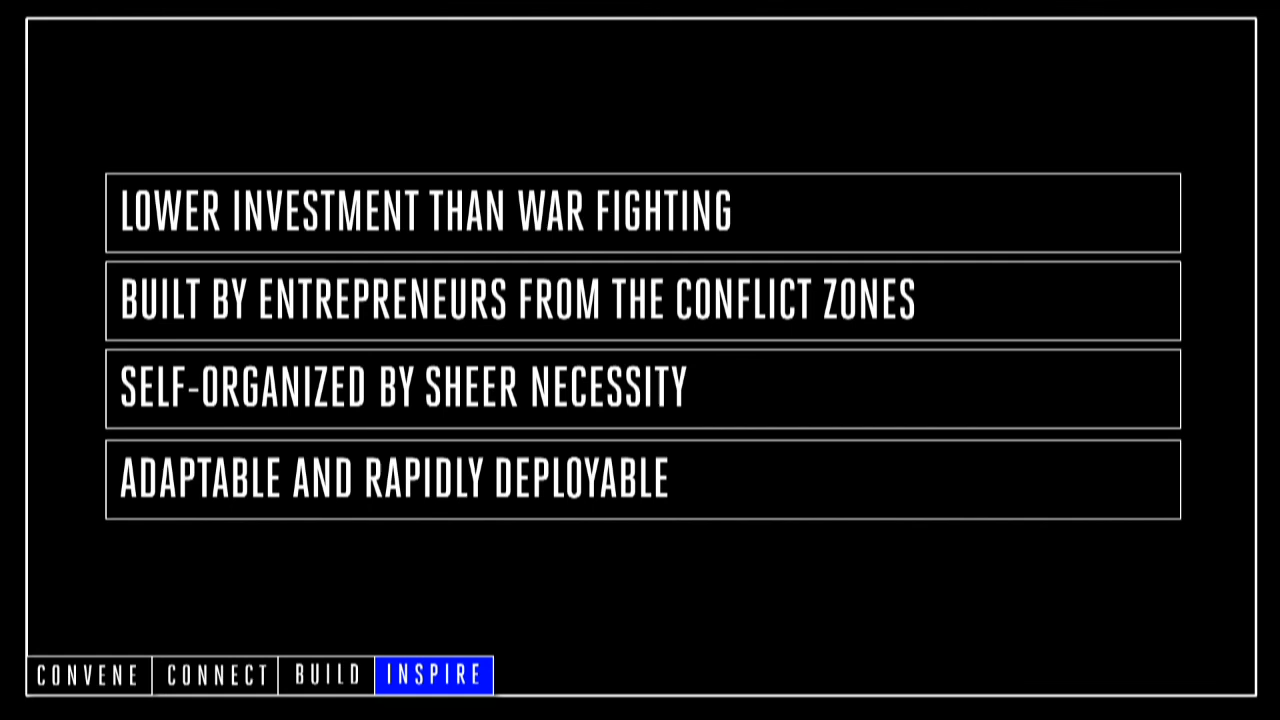 LOWER INVESTMENT THAN WAR FIGHTING
BUILT BY ENTREPRENEURS FROM THE CONFLICT ZONES
SELF-ORGANIZED BY SHEER NECESSITY
ADAPTABLE AND RAPIDLY DEPLOYABLE
CONVENE CONNECT BUILD INSPIRE